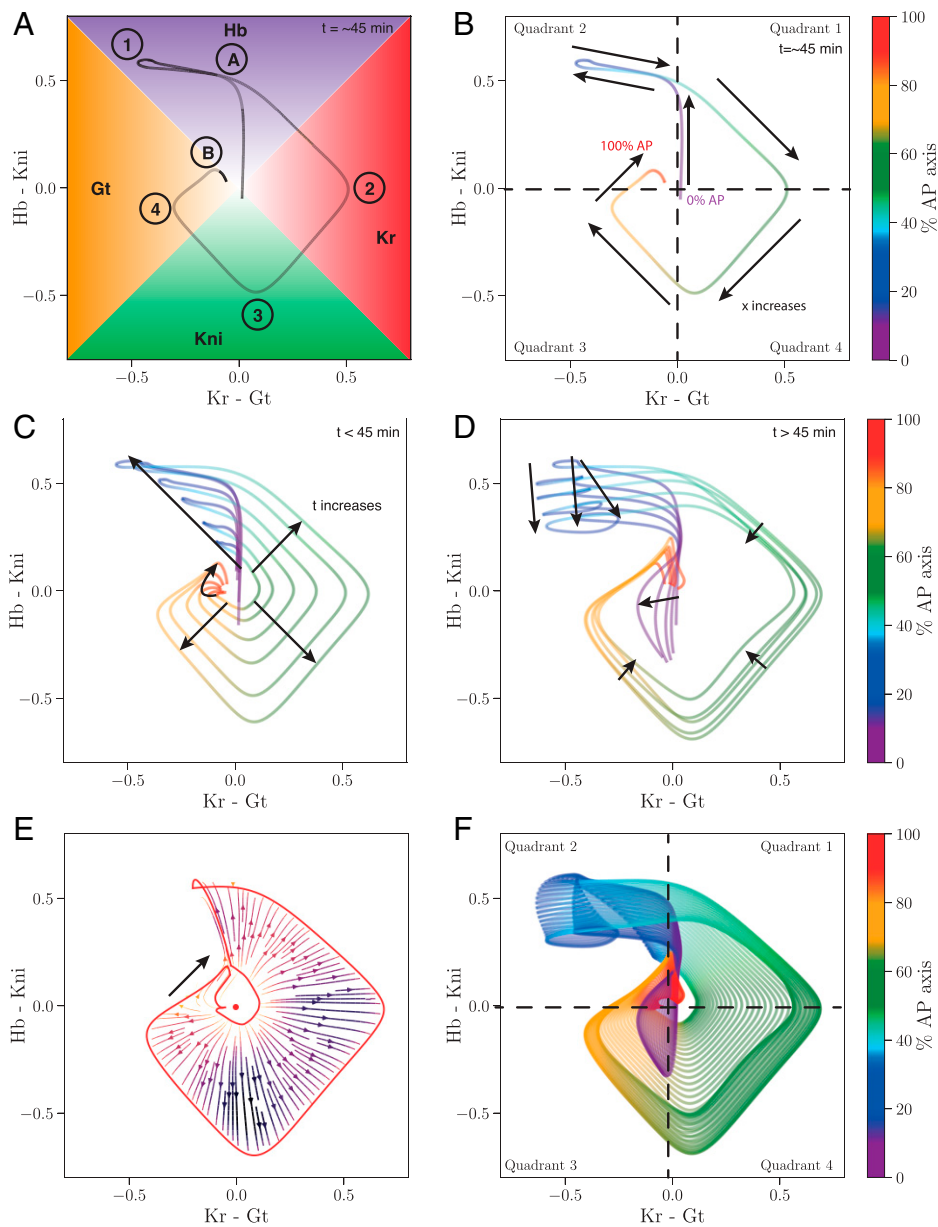 A
Hb
t = ~45 min
1
A
B
Gt
4
2
Kr
3
Kni
0.5
0.0
−0.5
−0.5
0.0
0.5
Hb - Kni
Kr - Gt
B
Quadrant 2
Quadrant 1
t=~45 min
100% AP
0% AP
x increases
Quadrant 3
Quadrant 4
0.5
0.0
−0.5
−0.5
0.0
0.5
Hb - Kni
Kr - Gt
100
80
60
40
20
0
% AP axis
C
t < 45 min
t increases
0.5
0.0
−0.5
−0.5
0.0
0.5
Hb - Kni
Kr - Gt
D
t > 45 min
0.5
0.0
−0.5
−0.5
0.0
0.5
Hb - Kni
Kr - Gt
100
80
60
40
20
0
% AP axis
E
0.5
0.0
−0.5
−0.5
0.0
0.5
Hb - Kni
Kr - Gt
F
Quadrant 2
Quadrant 1
Quadrant 3
Quadrant 4
0.5
0.0
−0.5
−0.5
0.0
0.5
Hb - Kni
Kr - Gt
100
80
60
40
20
0
% AP axis